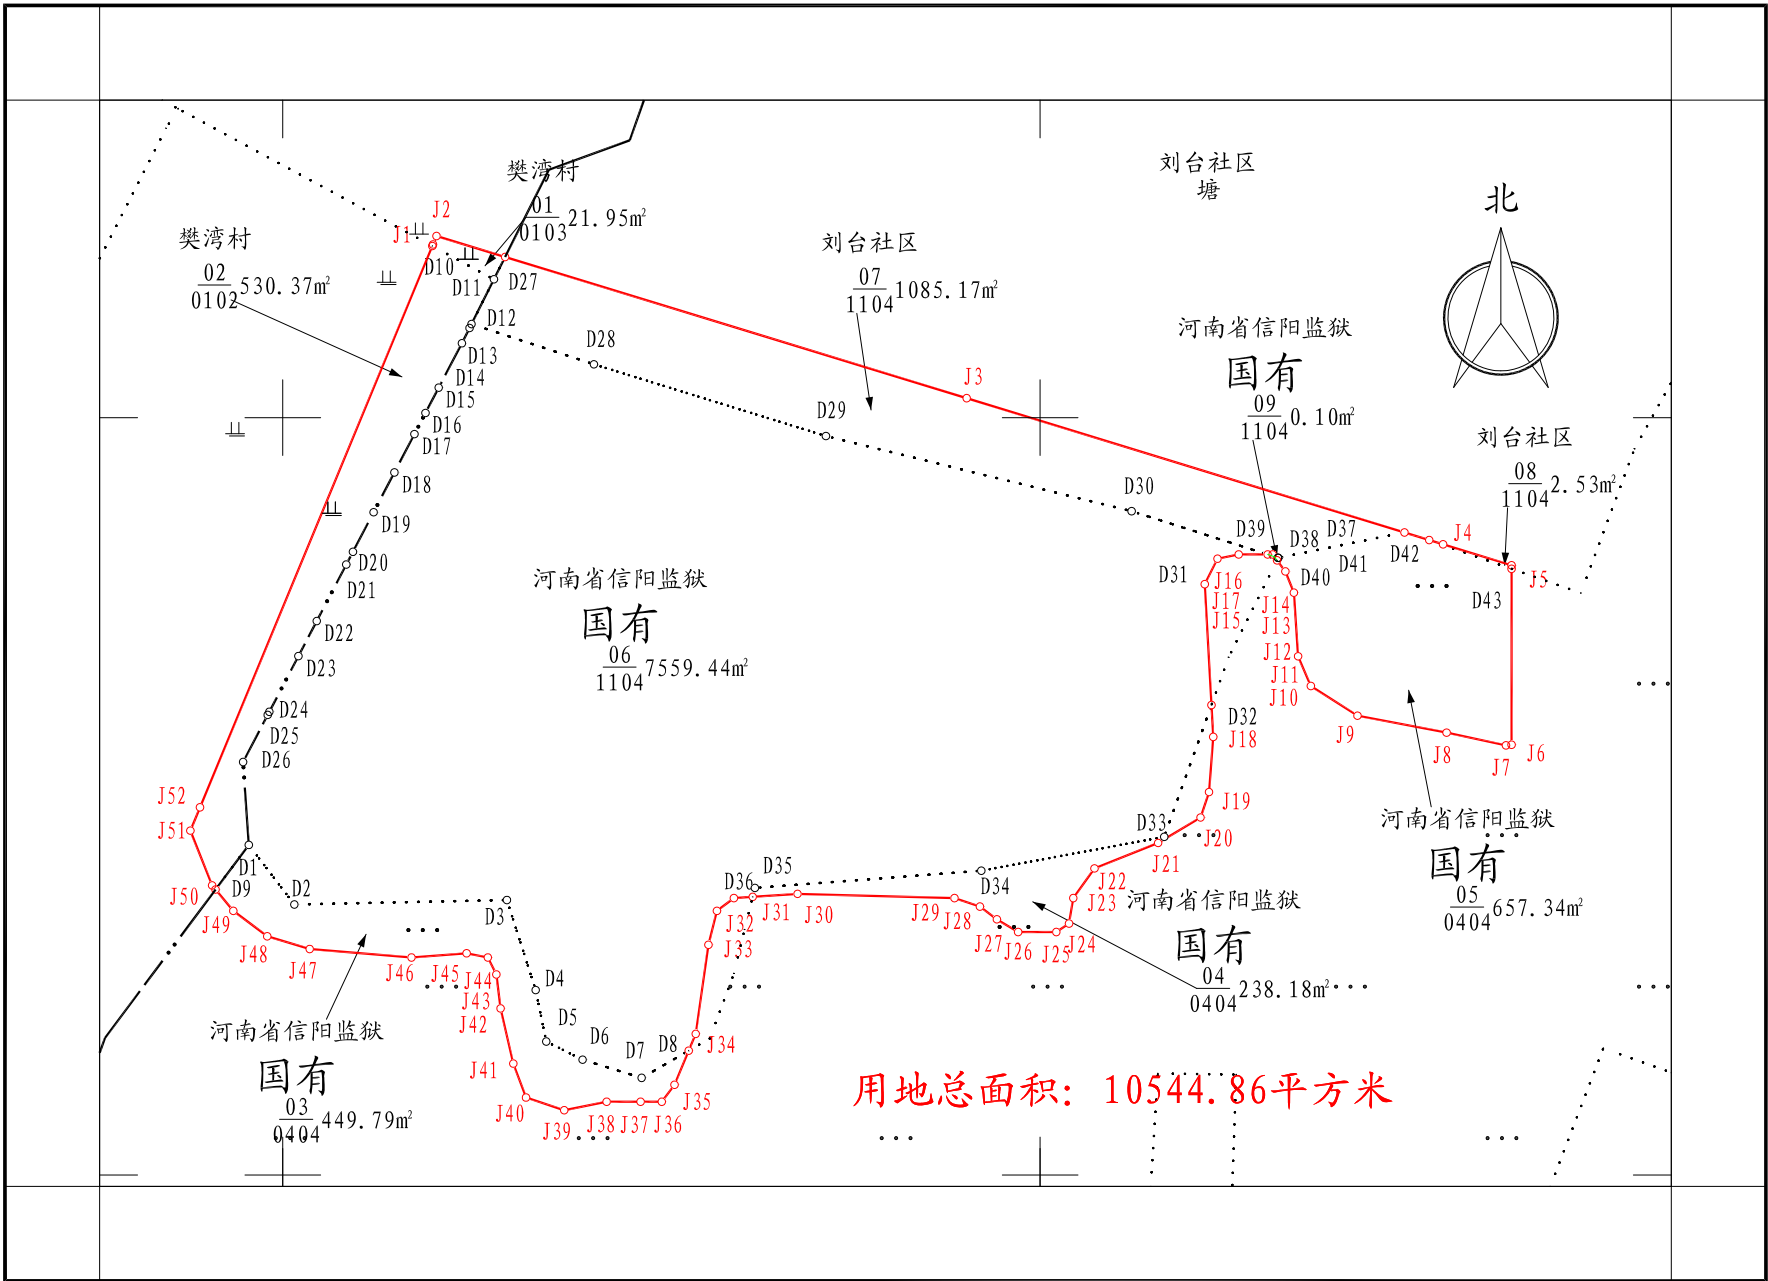 樊湾村
01
0103
21.95m²
樊湾村
02
0102
530.37m²
刘台社区
塘
刘台社区
07
1104
1085.17m²
北
河南省信阳监狱
国有
09
1104
0.10m²
刘台社区
08
1104
2.53m²
河南省信阳监狱
国有
06
1104
7559.44m²
河南省信阳监狱
国有
05
0404
657.34m²
河南省信阳监狱
国有
04
0404
238.18m²
河南省信阳监狱
国有
03
0404
449.79m²
用地总面积：10544.86平方米
J1
J2
J3
J4
J5
J6
J7
J8
J9
J10
J11
J12
J13
J14
J15
J17
J16
J18
J19
J20
J21
J22
J23
J24
J25
J26
J27
J28
J29
J30
J31
J32
J33
J34
J35
J36
J37
J38
J39
J40
J41
J42
J43
J44
J45
J46
J47
J48
J49
J50
J51
J52
D1
D2
D3
D4
D5
D6
D7
D8
D9
D10
D11
D12
D13
D14
D15
D16
D17
D18
D19
D20
D21
D22
D23
D24
D25
D26
D27
D28
D29
D30
D31
D32
D33
D34
D35
D36
D37
D38
D39
D40
D41
D42
D43